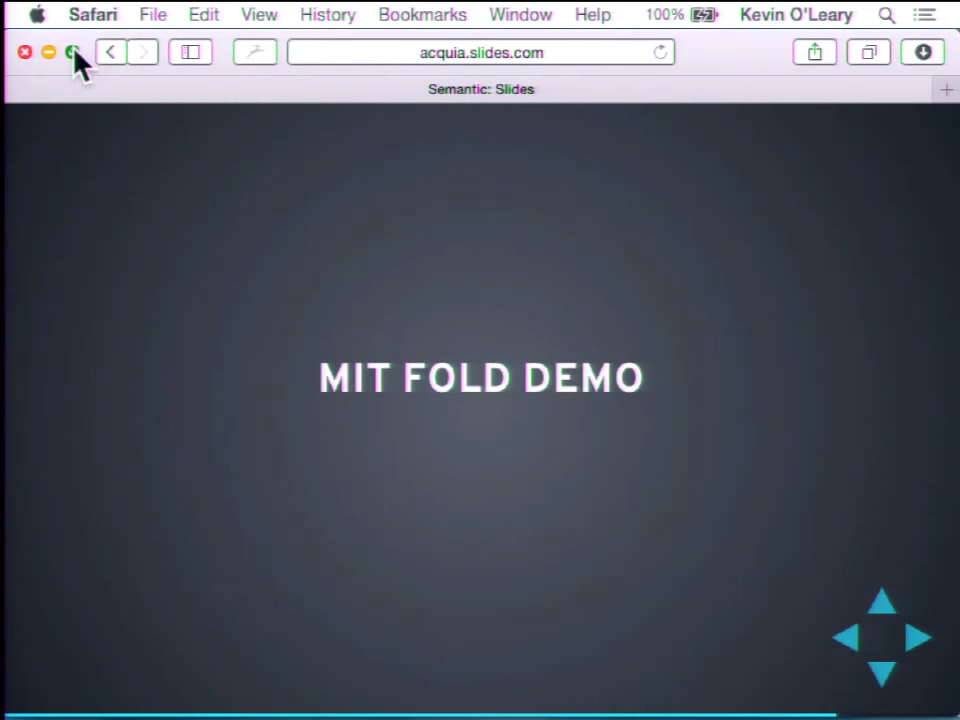 Safari File Edit View History Bookmarks Window Help 100% Kevin O'Leary
acquia.slides.com
Semantic: Slides
MIT FOLD DEMO